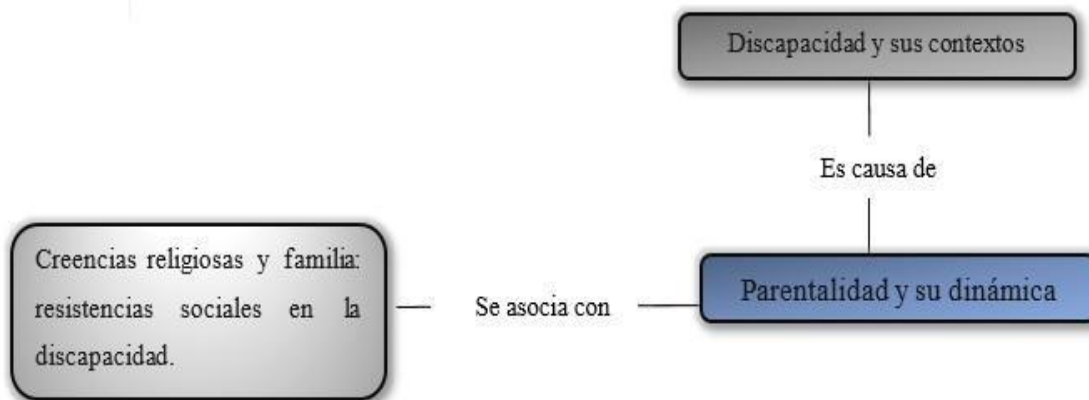 Discapacidad y sus contextos
Es causa de
Creencias religiosas y familia:
resistencias sociales en la
discapacidad.
Se asocia con
Parentalidad y su dinámica